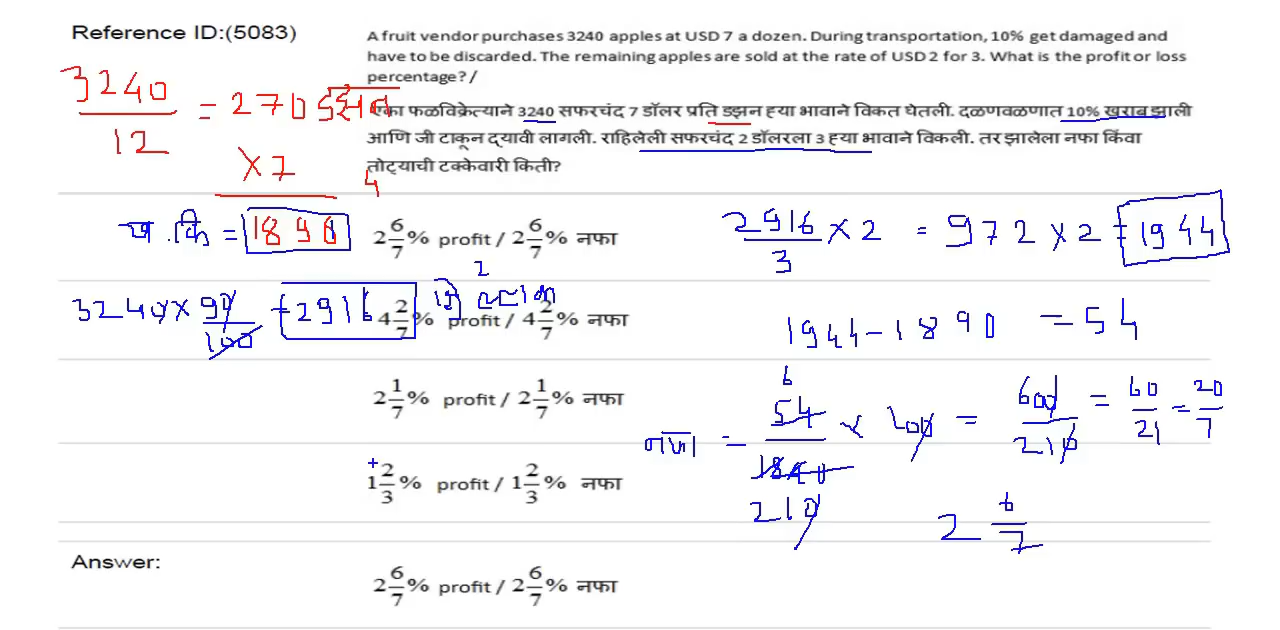 Reference ID:(5083)
A fruit vendor purchases 3240 apples at USD 7 a dozen. During transportation, 10% get damaged and
have to be discarded. The remaining apples are sold at the rate of USD 2 for 3. What is the profit or loss
percentage? /
एका फळविक्रेत्याने 3240 सफरचंद 7 डॉलर प्रति डझन ह्या भावाने विकत घेतली. दळणवळणात 10% खराब झाली
आणि जी टाकून द्यावी लागली. राहिलेली सफरचंद 2 डॉलरला 3 ह्या भावाने विकली. तर झालेला नफा किंवा
तोट्याची टक्केवारी किती?
3240/12 = 270 डझन
×7
4
ख.कि = 1890
2 6/7% profit / 2 6/7% नफा
2916/3 × 2 = 972 × 2 = 1944
2
3240 × 90/100 = 2916
4 2/7% profit / 4 2/7% नफा
1944 - 1890 = 54
2 1/7% profit / 2 1/7% नफा
6
नफा = 54/1890 × 100 = 600/210 = 60/21 = 20/7
210
1 2/3% profit / 1 2/3% नफा
2 6/7
Answer:
2 6/7% profit / 2 6/7% नफा